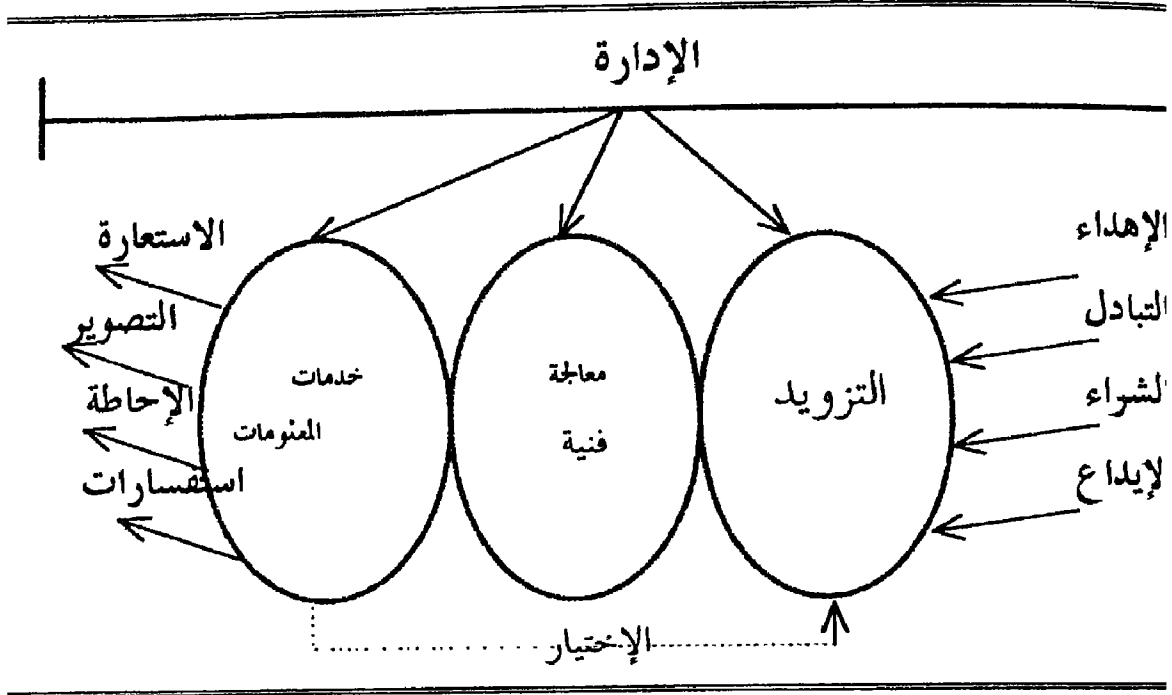 الإدارة
الإهداء
التبادل
الشراء
لإيداع
التزويد
معالجة
فنية
خدمات
المعلومات
الاستعارة
التصوير
الإحاطة
استفسارات
الإختيار